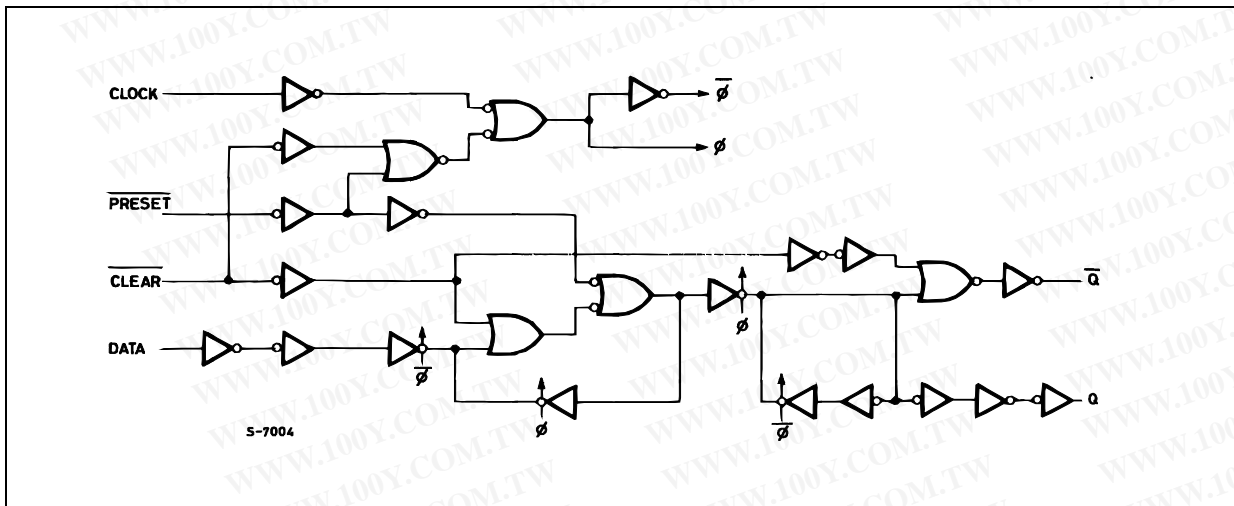 CLOCK
PRESET
CLEAR
DATA
S-7004
φ̅
φ
φ̅
φ
φ
φ̅
Q̅
Q
WWW.100Y.COM.TW